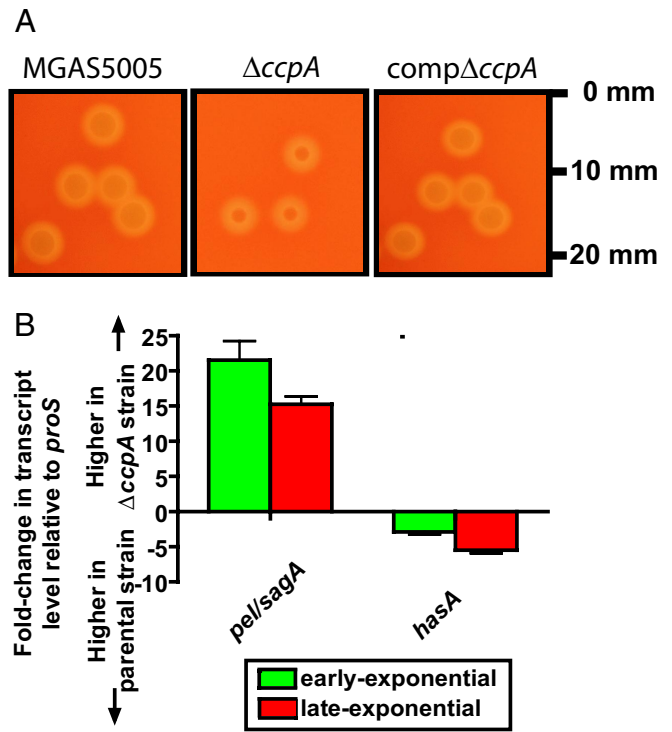 A
MGAS5005
ΔccpA
compΔccpA
0 mm
10 mm
20 mm
B
Fold-change in transcript
level relative to proS
Higher in
ΔccpA strain
Higher in
parental strain
25
20
15
10
5
0
-5
-10
pel/sagA
hasA
early-exponential
late-exponential